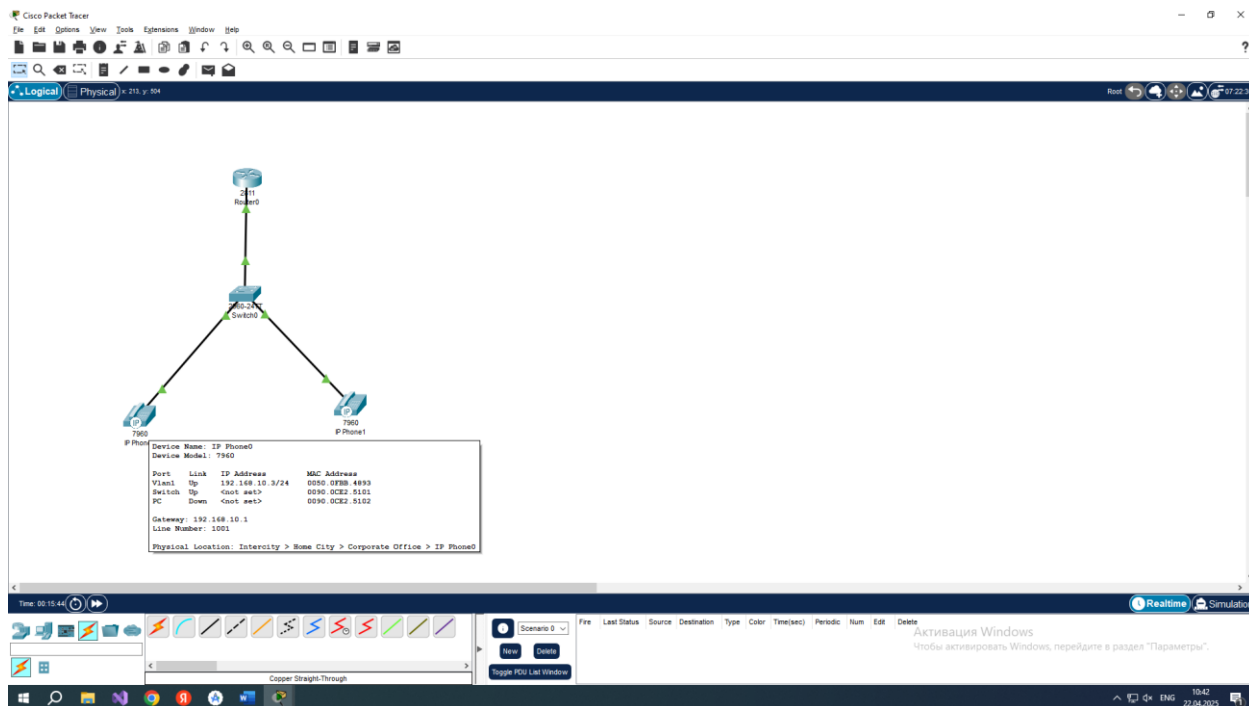 Cisco Packet Tracer
File Edit Options View Tools Extensions Window Help
?
Logical Physical x: 213, y: 504 Root 07:22:3
2811
Router0
Switch0
7960
IP Phon
7960
IP Phone1
Device Name: IP Phone0
Device Model: 7960
Port Link IP Address MAC Address
Vlan1 Up 192.168.10.3/24 0050.0FBB.4893
Switch Up <not set> 0090.0CE2.5101
PC Down <not set> 0090.0CE2.5102
Gateway: 192.168.10.1
Line Number: 1001
Physical Location: Intercity > Home City > Corporate Office > IP Phone0
Time: 00:15:44 Realtime Simulation
Scenario 0 Fire Last Status Source Destination Type Color Time(sec) Periodic Num Edit Delete
New Delete
Toggle PDU List Window
Copper Straight-Through
Активация Windows
Чтобы активировать Windows, перейдите в раздел "Параметры".
ENG 10:42
22.04.2025